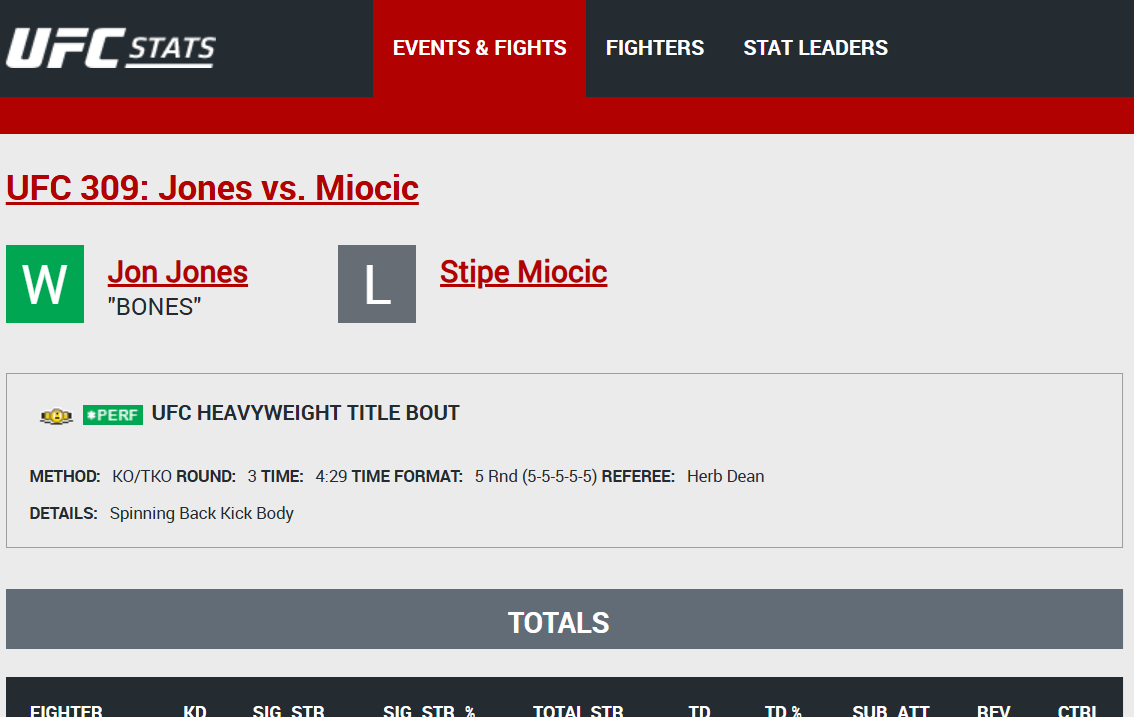 UFC STATS
EVENTS & FIGHTS FIGHTERS STAT LEADERS
UFC 309: Jones vs. Miocic
W Jon Jones L Stipe Miocic
"BONES"
*PERF UFC HEAVYWEIGHT TITLE BOUT
METHOD: KO/TKO ROUND: 3 TIME: 4:29 TIME FORMAT: 5 Rnd (5-5-5-5-5) REFEREE: Herb Dean
DETAILS: Spinning Back Kick Body
TOTALS
FIGHTER KD SIG. STR. SIG. STR. % TOTAL STR. TD TD % SUB. ATT REV. CTRL